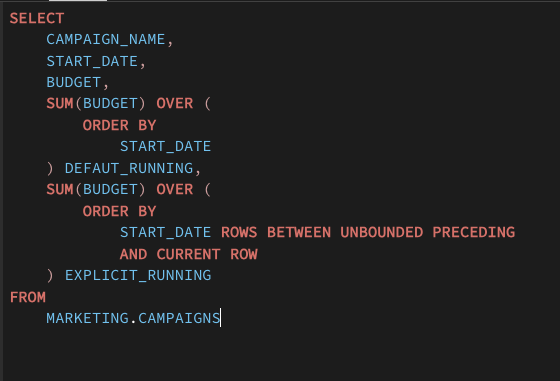 SELECT
CAMPAIGN_NAME,
START_DATE,
BUDGET,
SUM(BUDGET) OVER (
ORDER BY
START_DATE
) DEFAUT_RUNNING,
SUM(BUDGET) OVER (
ORDER BY
START_DATE ROWS BETWEEN UNBOUNDED PRECEDING
AND CURRENT ROW
) EXPLICIT_RUNNING
FROM
MARKETING.CAMPAIGNS